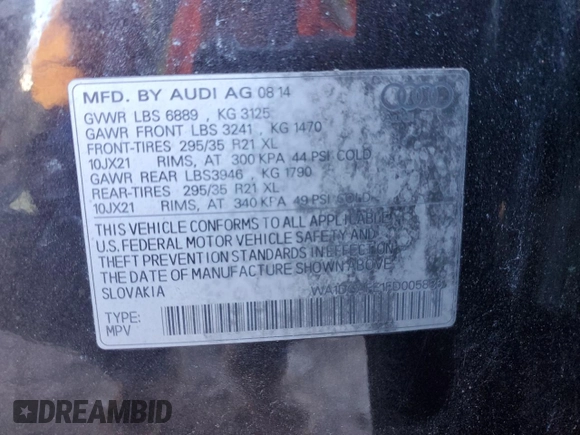 MFD. BY AUDI AG 08 14
GVWR LBS 6889 , KG 3125
GAWR FRONT LBS 3241 , KG 1470
FRONT-TIRES 295/35 R21 XL
10JX21 RIMS, AT 300 KPA 44 PSI COLD
GAWR REAR LBS3946 , KG 1790
REAR-TIRES 295/35 R21 XL
10JX21 RIMS, AT 340 KPA 49 PSI COLD
THIS VEHICLE CONFORMS TO ALL APPLICABLE
U.S. FEDERAL MOTOR VEHICLE SAFETY AND
THEFT PREVENTION STANDARDS IN EFFECT ON
THE DATE OF MANUFACTURE SHOWN ABOVE.
SLOVAKIA
TYPE:
MPV
DREAMBID